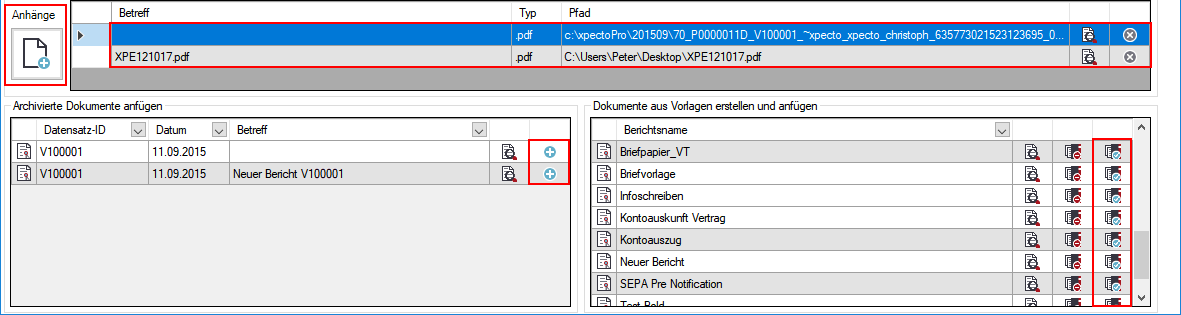 Anhänge
Betreff Typ Pfad
.pdf c:\xpectoPro\201509\70_P0000011D_V100001_~xpecto_xpecto_christoph_635773021523123695_0...
XPE121017.pdf .pdf C:\Users\Peter\Desktop\XPE121017.pdf
Archivierte Dokumente anfügen
Datensatz-ID Datum Betreff
V100001 11.09.2015
V100001 11.09.2015 Neuer Bericht V100001
Dokumente aus Vorlagen erstellen und anfügen
Berichtsname
Briefpapier_VT
Briefvorlage
Infoschreiben
Kontoauskunft Vertrag
Kontoauszug
Neuer Bericht
SEPA Pre Notification